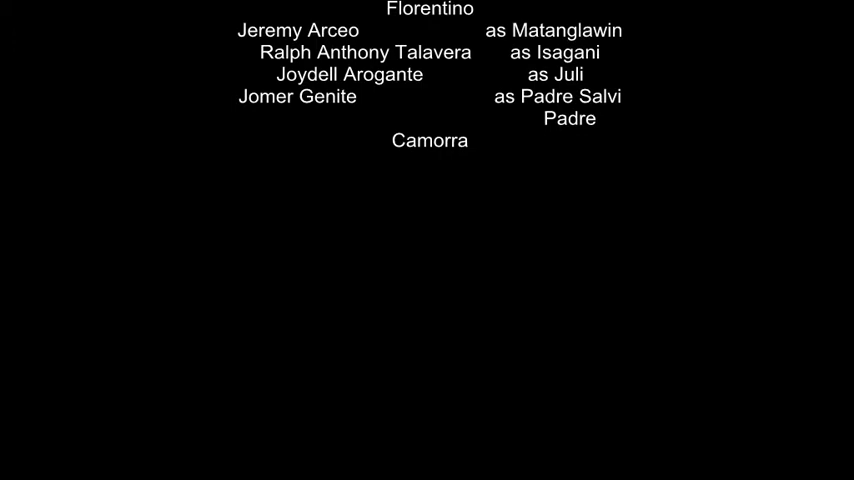 Florentino
Jeremy Arceo as Matanglawin
Ralph Anthony Talavera as Isagani
Joydell Arogante as Juli
Jomer Genite as Padre Salvi
Padre
Camorra